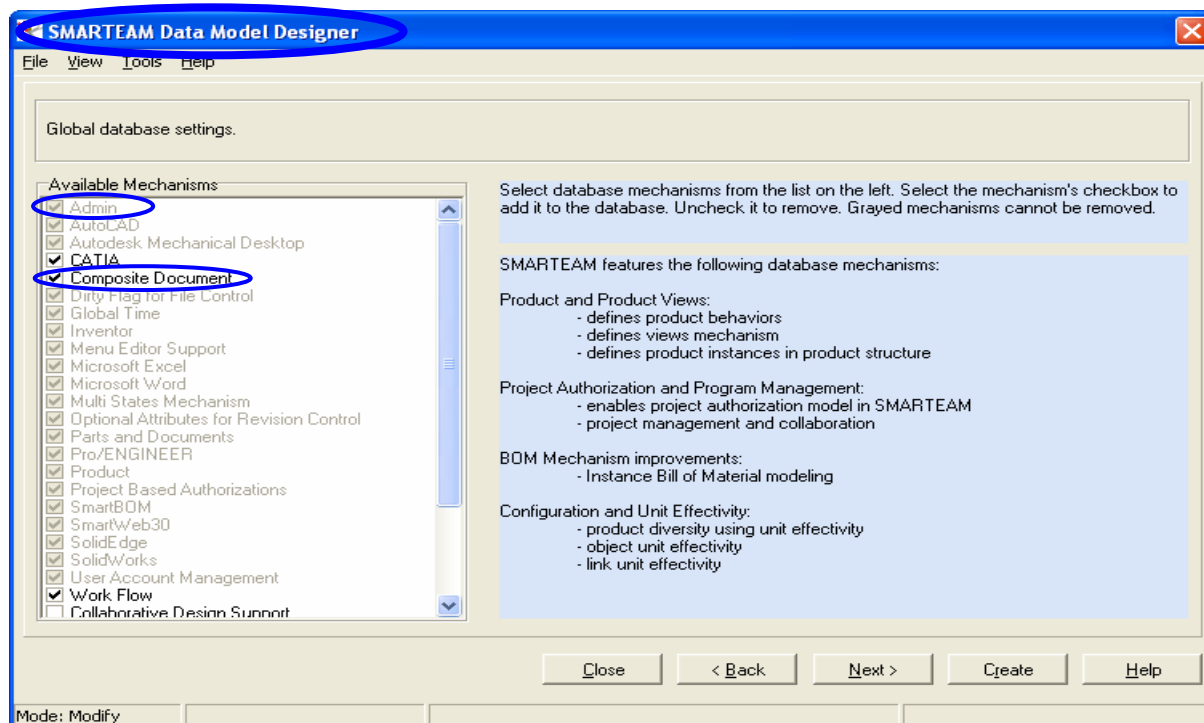 SMARTEAM Data Model Designer
File View Tools Help
Global database settings.
Available Mechanisms
Admin
AutoCAD
Autodesk Mechanical Desktop
CATIA
Composite Document
Dirty Flag for File Control
Global Time
Inventor
Menu Editor Support
Microsoft Excel
Microsoft Word
Multi States Mechanism
Optional Attributes for Revision Control
Parts and Documents
Pro/ENGINEER
Product
Project Based Authorizations
SmartBOM
SmartWeb30
SolidEdge
SolidWorks
User Account Management
Work Flow
Collaborative Design Support
Select database mechanisms from the list on the left. Select the mechanism's checkbox to
add it to the database. Uncheck it to remove. Grayed mechanisms cannot be removed.
SMARTEAM features the following database mechanisms:
Product and Product Views:
- defines product behaviors
- defines views mechanism
- defines product instances in product structure
Project Authorization and Program Management:
- enables project authorization model in SMARTEAM
- project management and collaboration
BOM Mechanism improvements:
- Instance Bill of Material modeling
Configuration and Unit Effectivity:
- product diversity using unit effectivity
- object unit effectivity
- link unit effectivity
Close < Back Next > Create Help
Mode: Modify